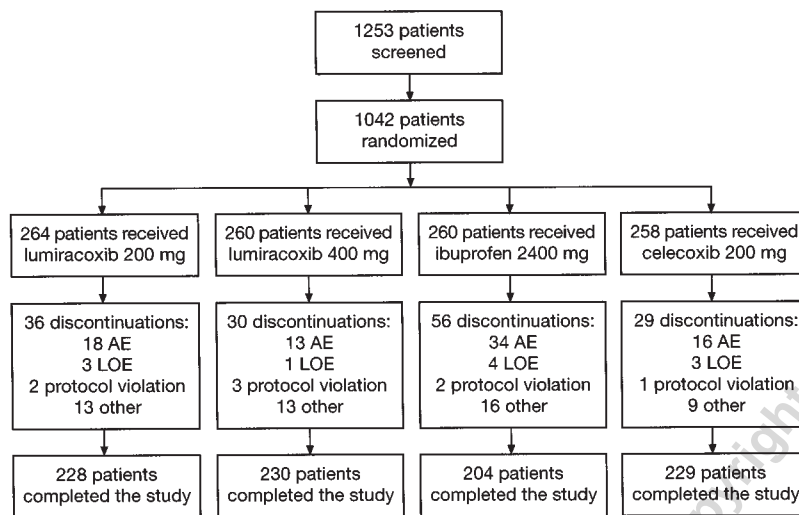 1253 patients
screened
1042 patients
randomized
264 patients received
lumiracoxib 200 mg
260 patients received
lumiracoxib 400 mg
260 patients received
ibuprofen 2400 mg
258 patients received
celecoxib 200 mg
36 discontinuations:
18 AE
3 LOE
2 protocol violation
13 other
30 discontinuations:
13 AE
1 LOE
3 protocol violation
13 other
56 discontinuations:
34 AE
4 LOE
2 protocol violation
16 other
29 discontinuations:
16 AE
3 LOE
1 protocol violation
9 other
228 patients
completed the study
230 patients
completed the study
204 patients
completed the study
229 patients
completed the study
opyright